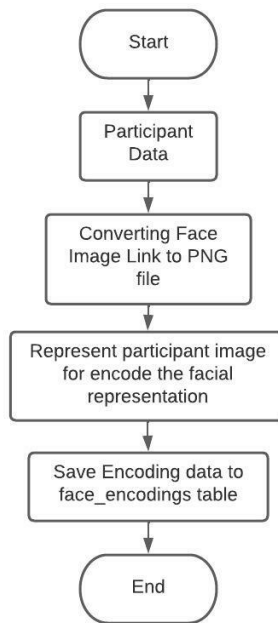 Start
Participant
Data
Converting Face
Image Link to PNG
file
Represent participant image
for encode the facial
representation
Save Encoding data to
face_encodings table
End